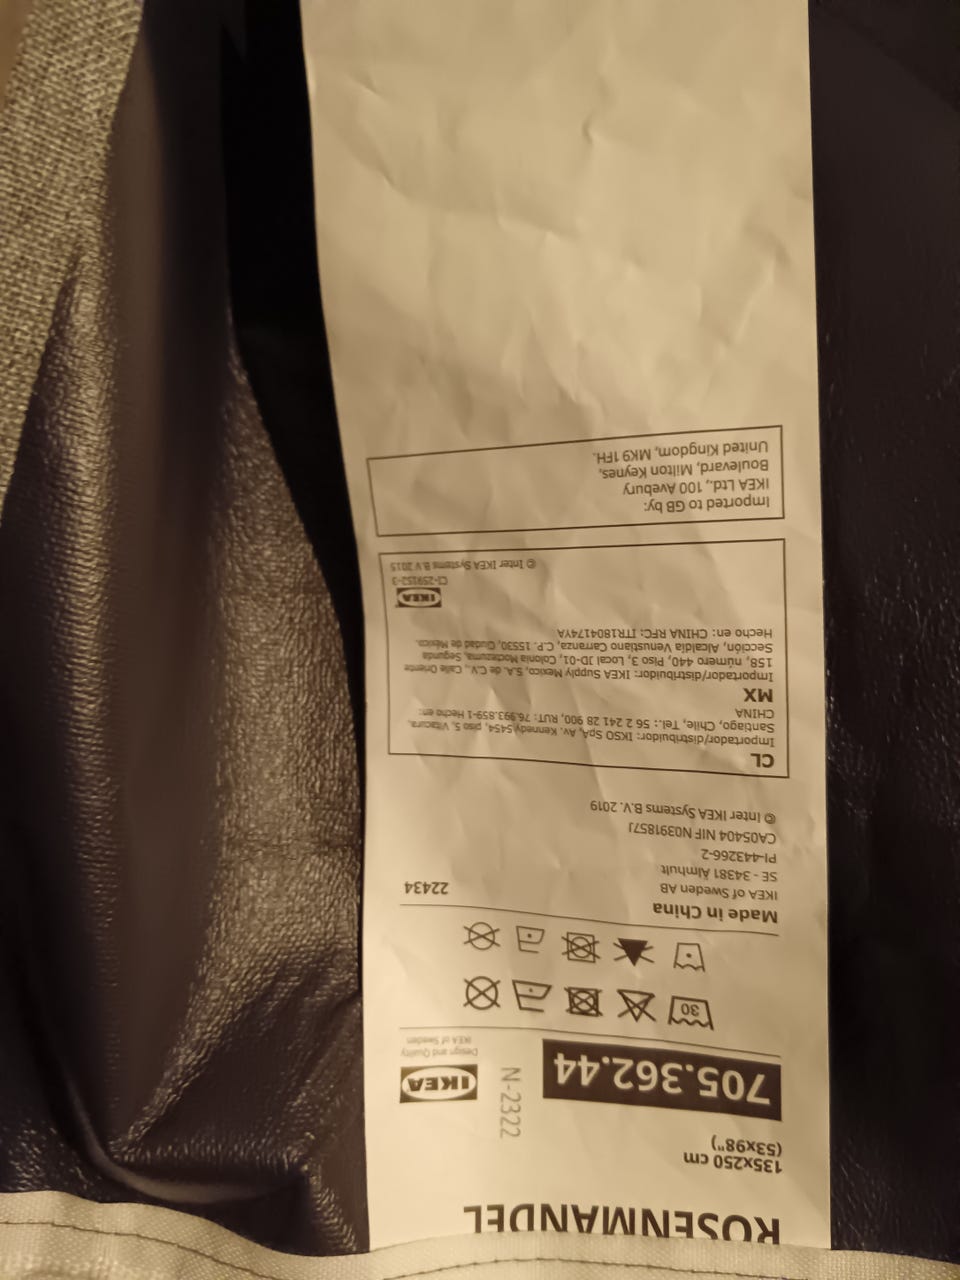 ROSENMANDEL
135x250 cm
(53x98")
705.362.44
N-2322
IKEA
Design and Quality
IKEA of Sweden
30
Made in China
22434
IKEA of Sweden AB
SE - 34381 Älmhult
PI-443266-2
CA05404 NIF N0391857J
© Inter IKEA Systems B.V. 2019
CL
Importador/distribuidor: IKSO SpA, Av. Kennedy 5454, piso 5, Vitacura,
Santiago, Chile, Tel.: 56 2 241 28 900, RUT: 76.993.859-1 Hecho en:
CHINA
MX
Importador/distribuidor: IKEA Supply Mexico, S.A. de C.V., Calle Oriente
158, número 440, Piso 3, Local JD-01, Colonia Moctezuma, Segunda
Sección, Alcaldía Venustiano Carranza, C.P. 15530, Ciudad de México.
Hecho en: CHINA RFC: ITR1804174YA
IKEA
CI-259152-3
© Inter IKEA Systems B.V 2015
Imported to GB by:
IKEA Ltd., 100 Avebury
Boulevard, Milton Keynes,
United Kingdom, MK9 1FH.